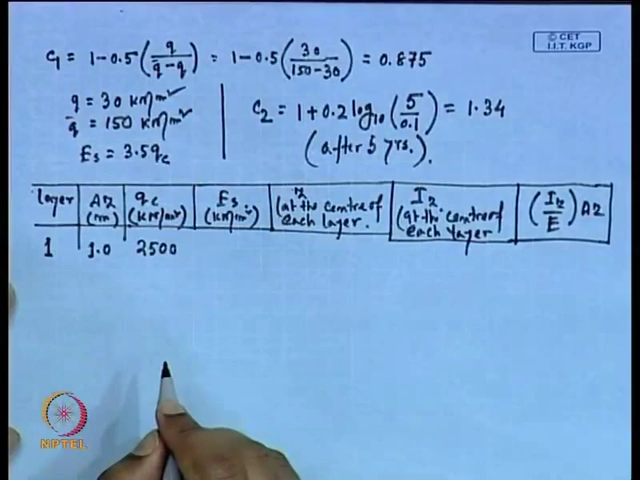 © CET
I.I.T. KGP
C1 = 1-0.5(q/(q̄-q)) = 1-0.5(30/(150-30)) = 0.875
q = 30 KN/m²
q̄ = 150 KN/m²
Es = 3.5qc
C2 = 1+0.2 log10(5/0.1) = 1.34
(after 5 yrs.).
layer | Δz (m) | qc (KN/m²) | Es (KN/m²) | z (at the centre of each layer. | Iz (at the centre of each layer | (Iz/E)Δz
1 | 1.0 | 2500
NPTEL